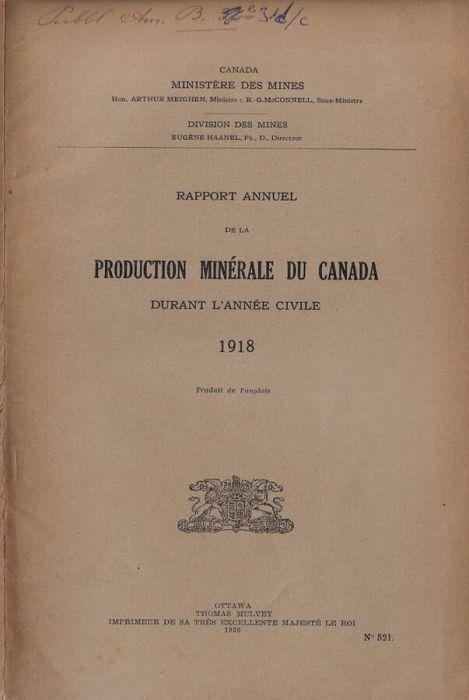 Am. B.
CANADA
MINISTÈRE DES MINES
Hon. ARTHUR MEIGHEN, Ministre : R. G. McCONNELL, Sous-Ministre
DIVISION DES MINES
EUGÈNE HAANEL, Ph., D., Directeur
RAPPORT ANNUEL
DE LA
PRODUCTION MINÉRALE DU CANADA
DURANT L'ANNÉE CIVILE
1918
Traduit de l'anglais
OTTAWA
THOMAS MULVEY
IMPRIMEUR DE SA TRÈS EXCELLENTE MAJESTÉ LE ROI
1920
N° 521.